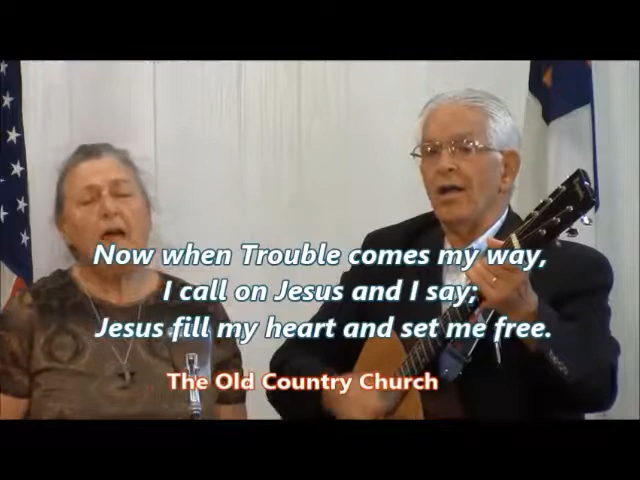 Now when Trouble comes my way,
I call on Jesus and I say;
Jesus fill my heart and set me free.
The Old Country Church